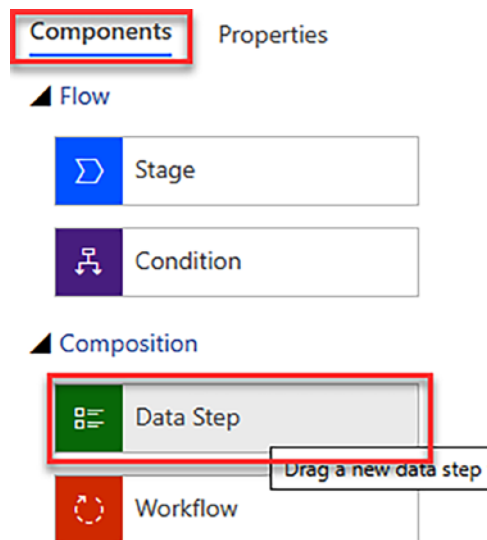 Components Properties
Flow
Stage
Condition
Composition
Data Step
Drag a new data step
Workflow